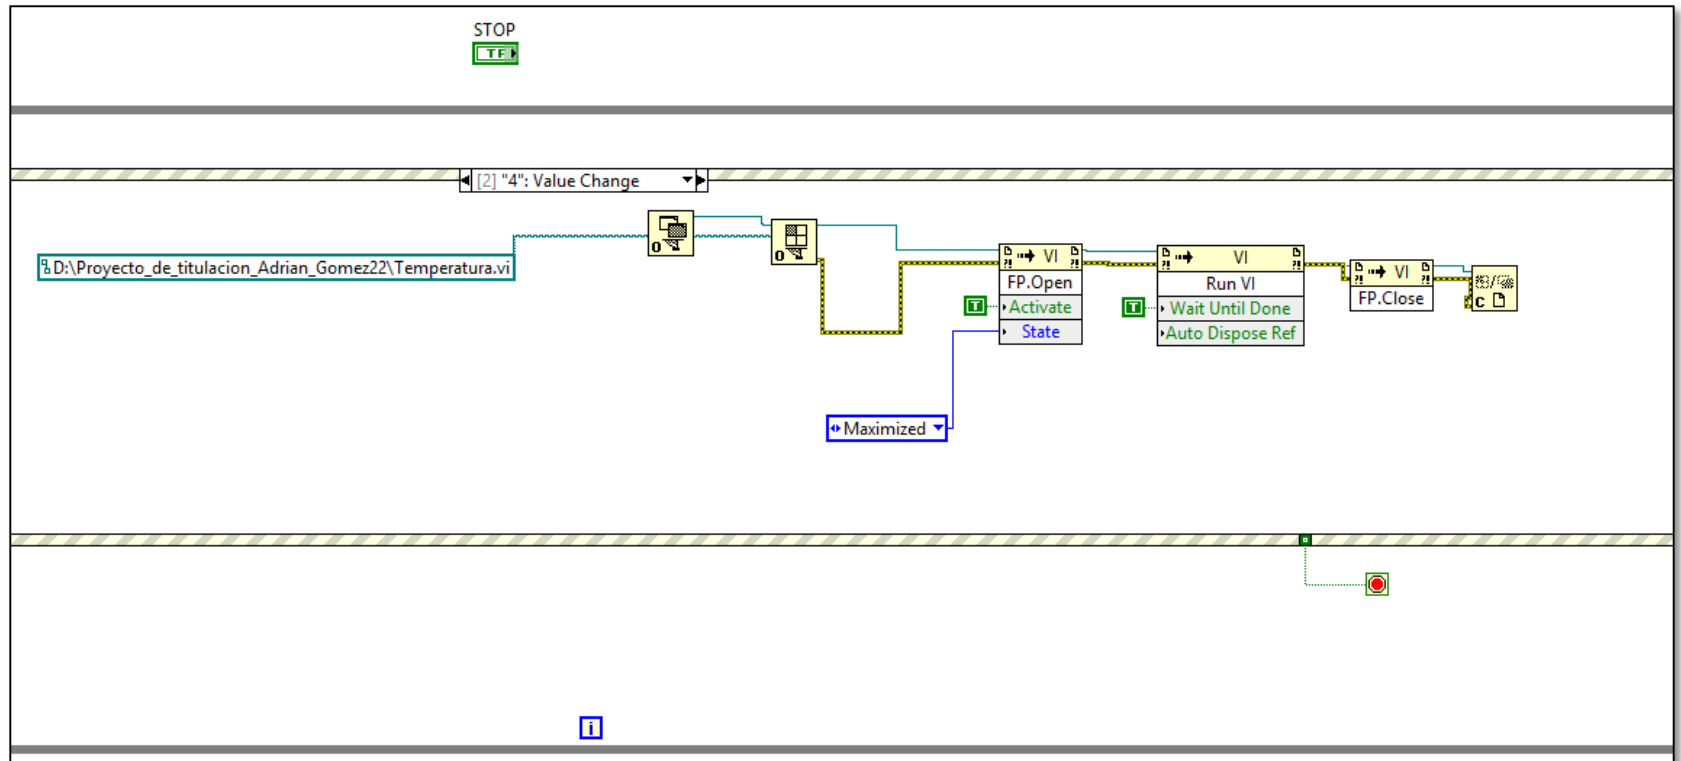 STOP
TF
[2] "4": Value Change
D:\Proyecto_de_titulacion_Adrian_Gomez22\Temperatura.vi
O
O
VI
FP.Open
T
Activate
State
VI
Run VI
T
Wait Until Done
Auto Dispose Ref
VI
FP.Close
C
Maximized
i